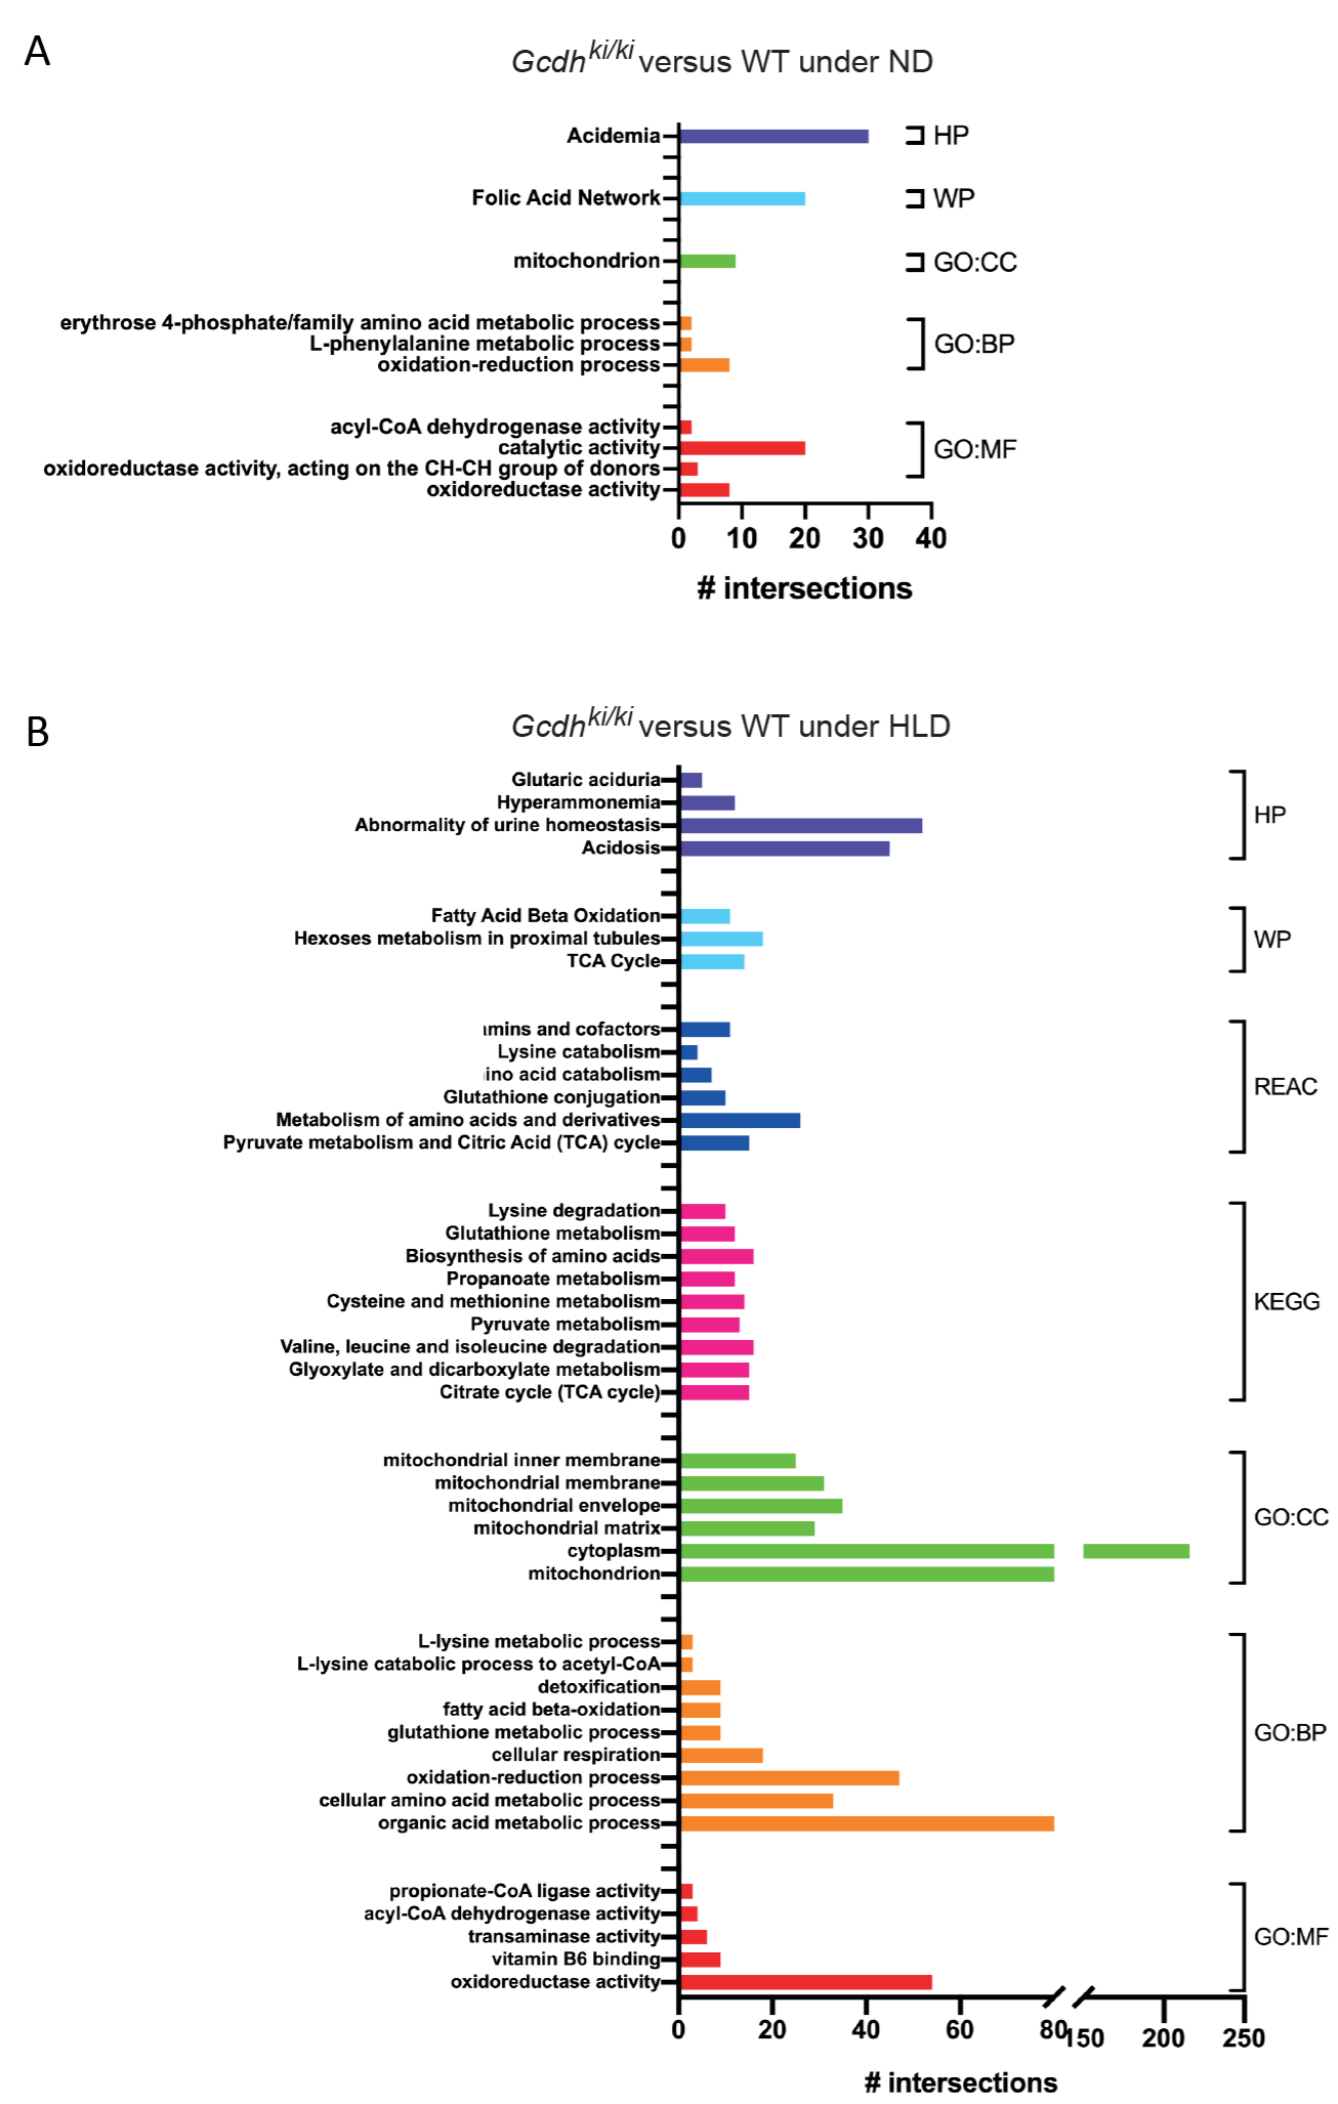 A
Gcdh ki/ki versus WT under ND
Acidemia
HP
Folic Acid Network
WP
mitochondrion
GO:CC
erythrose 4-phosphate/family amino acid metabolic process
L-phenylalanine metabolic process
GO:BP
oxidation-reduction process
acyl-CoA dehydrogenase activity
catalytic activity
GO:MF
oxidoreductase activity, acting on the CH-CH group of donors
oxidoreductase activity
0 10 20 30 40
# intersections
B
Gcdh ki/ki versus WT under HLD
Glutaric aciduria
Hyperammonemia
HP
Abnormality of urine homeostasis
Acidosis
Fatty Acid Beta Oxidation
Hexoses metabolism in proximal tubules
WP
TCA Cycle
amins and cofactors
Lysine catabolism
ino acid catabolism
REAC
Glutathione conjugation
Metabolism of amino acids and derivatives
Pyruvate metabolism and Citric Acid (TCA) cycle
Lysine degradation
Glutathione metabolism
Biosynthesis of amino acids
Propanoate metabolism
Cysteine and methionine metabolism
KEGG
Pyruvate metabolism
Valine, leucine and isoleucine degradation
Glyoxylate and dicarboxylate metabolism
Citrate cycle (TCA cycle)
mitochondrial inner membrane
mitochondrial membrane
mitochondrial envelope
GO:CC
mitochondrial matrix
cytoplasm
mitochondrion
L-lysine metabolic process
L-lysine catabolic process to acetyl-CoA
detoxification
fatty acid beta-oxidation
glutathione metabolic process
GO:BP
cellular respiration
oxidation-reduction process
cellular amino acid metabolic process
organic acid metabolic process
propionate-CoA ligase activity
acyl-CoA dehydrogenase activity
transaminase activity
GO:MF
vitamin B6 binding
oxidoreductase activity
0 20 40 60 80 150 200 250
# intersections